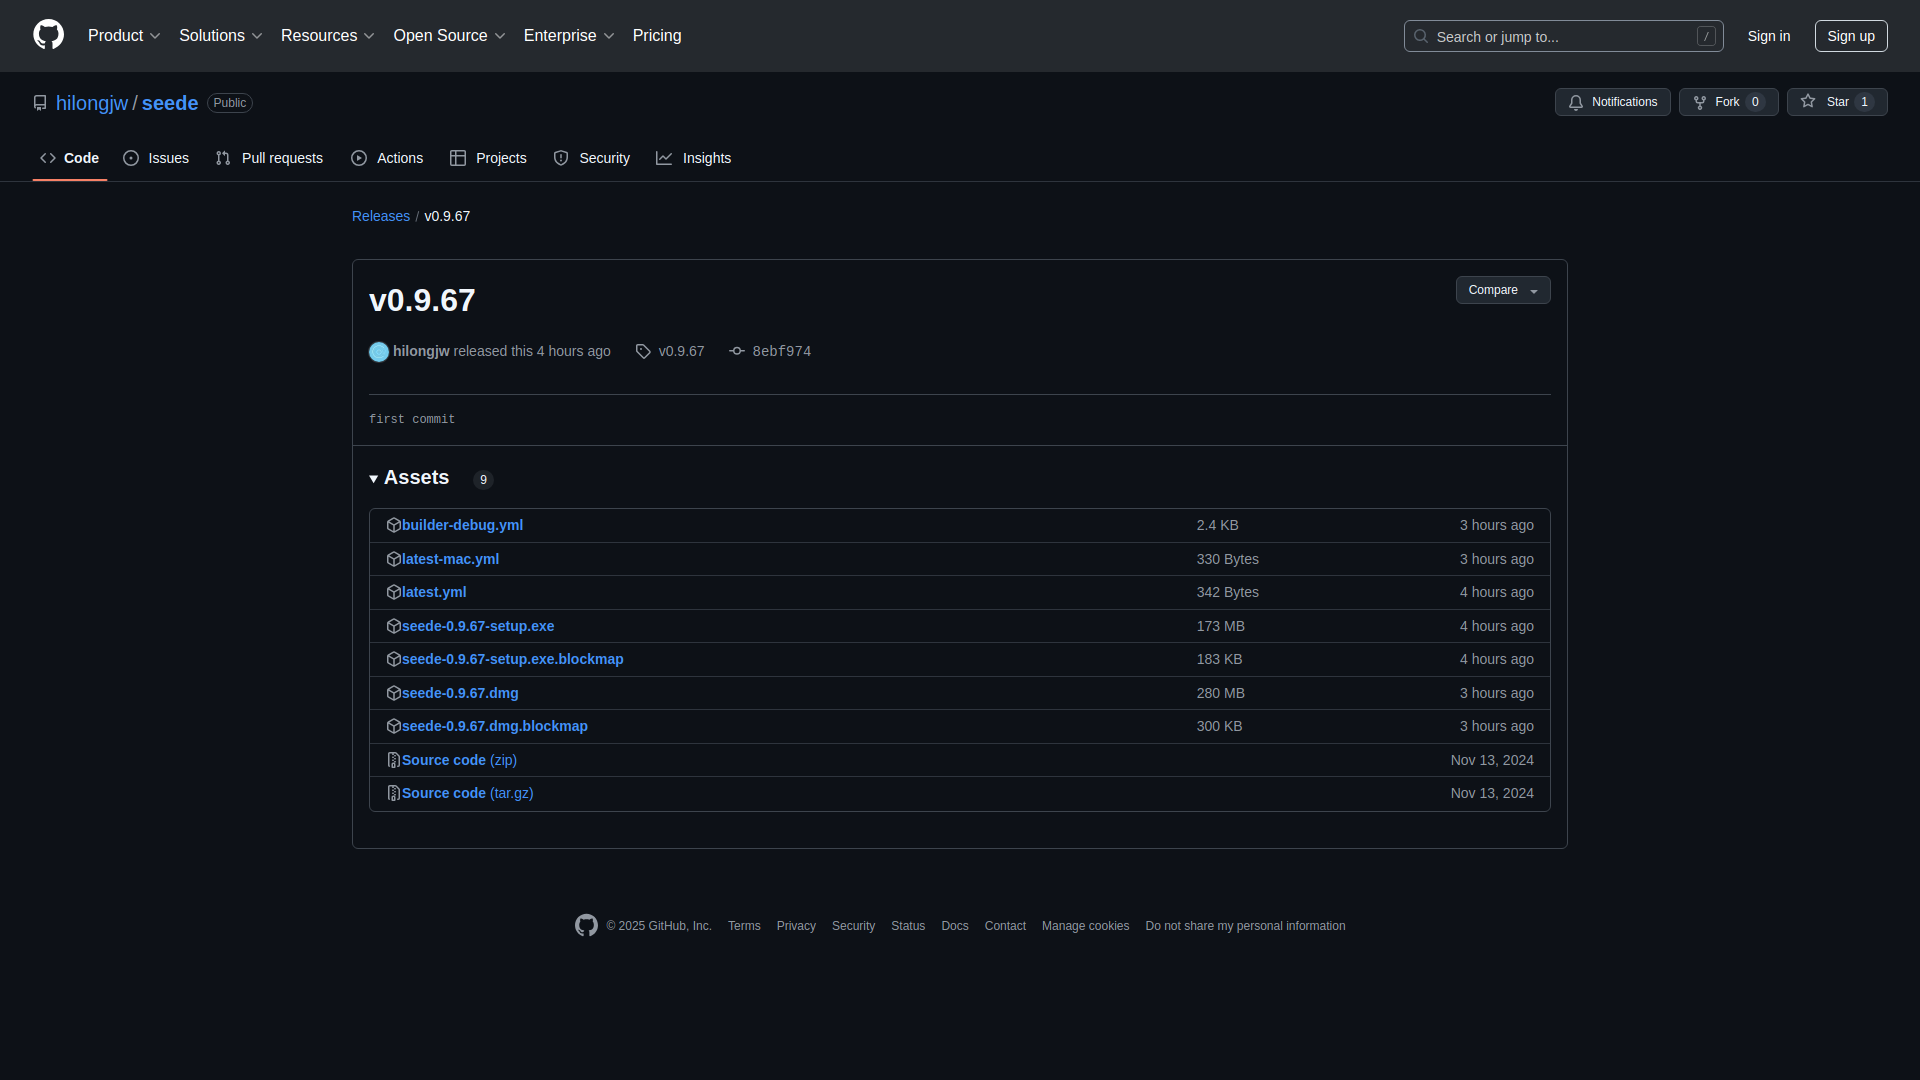 Product Solutions Resources Open Source Enterprise Pricing Search or jump to... / Sign in Sign up
hilongjw / seede Public Notifications Fork 0 Star 1
Code Issues Pull requests Actions Projects Security Insights
Releases / v0.9.67
v0.9.67 Compare
hilongjw released this 4 hours ago v0.9.67 8ebf974
first commit
Assets 9
builder-debug.yml 2.4 KB 3 hours ago
latest-mac.yml 330 Bytes 3 hours ago
latest.yml 342 Bytes 4 hours ago
seede-0.9.67-setup.exe 173 MB 4 hours ago
seede-0.9.67-setup.exe.blockmap 183 KB 4 hours ago
seede-0.9.67.dmg 280 MB 3 hours ago
seede-0.9.67.dmg.blockmap 300 KB 3 hours ago
Source code (zip) Nov 13, 2024
Source code (tar.gz) Nov 13, 2024
© 2025 GitHub, Inc. Terms Privacy Security Status Docs Contact Manage cookies Do not share my personal information